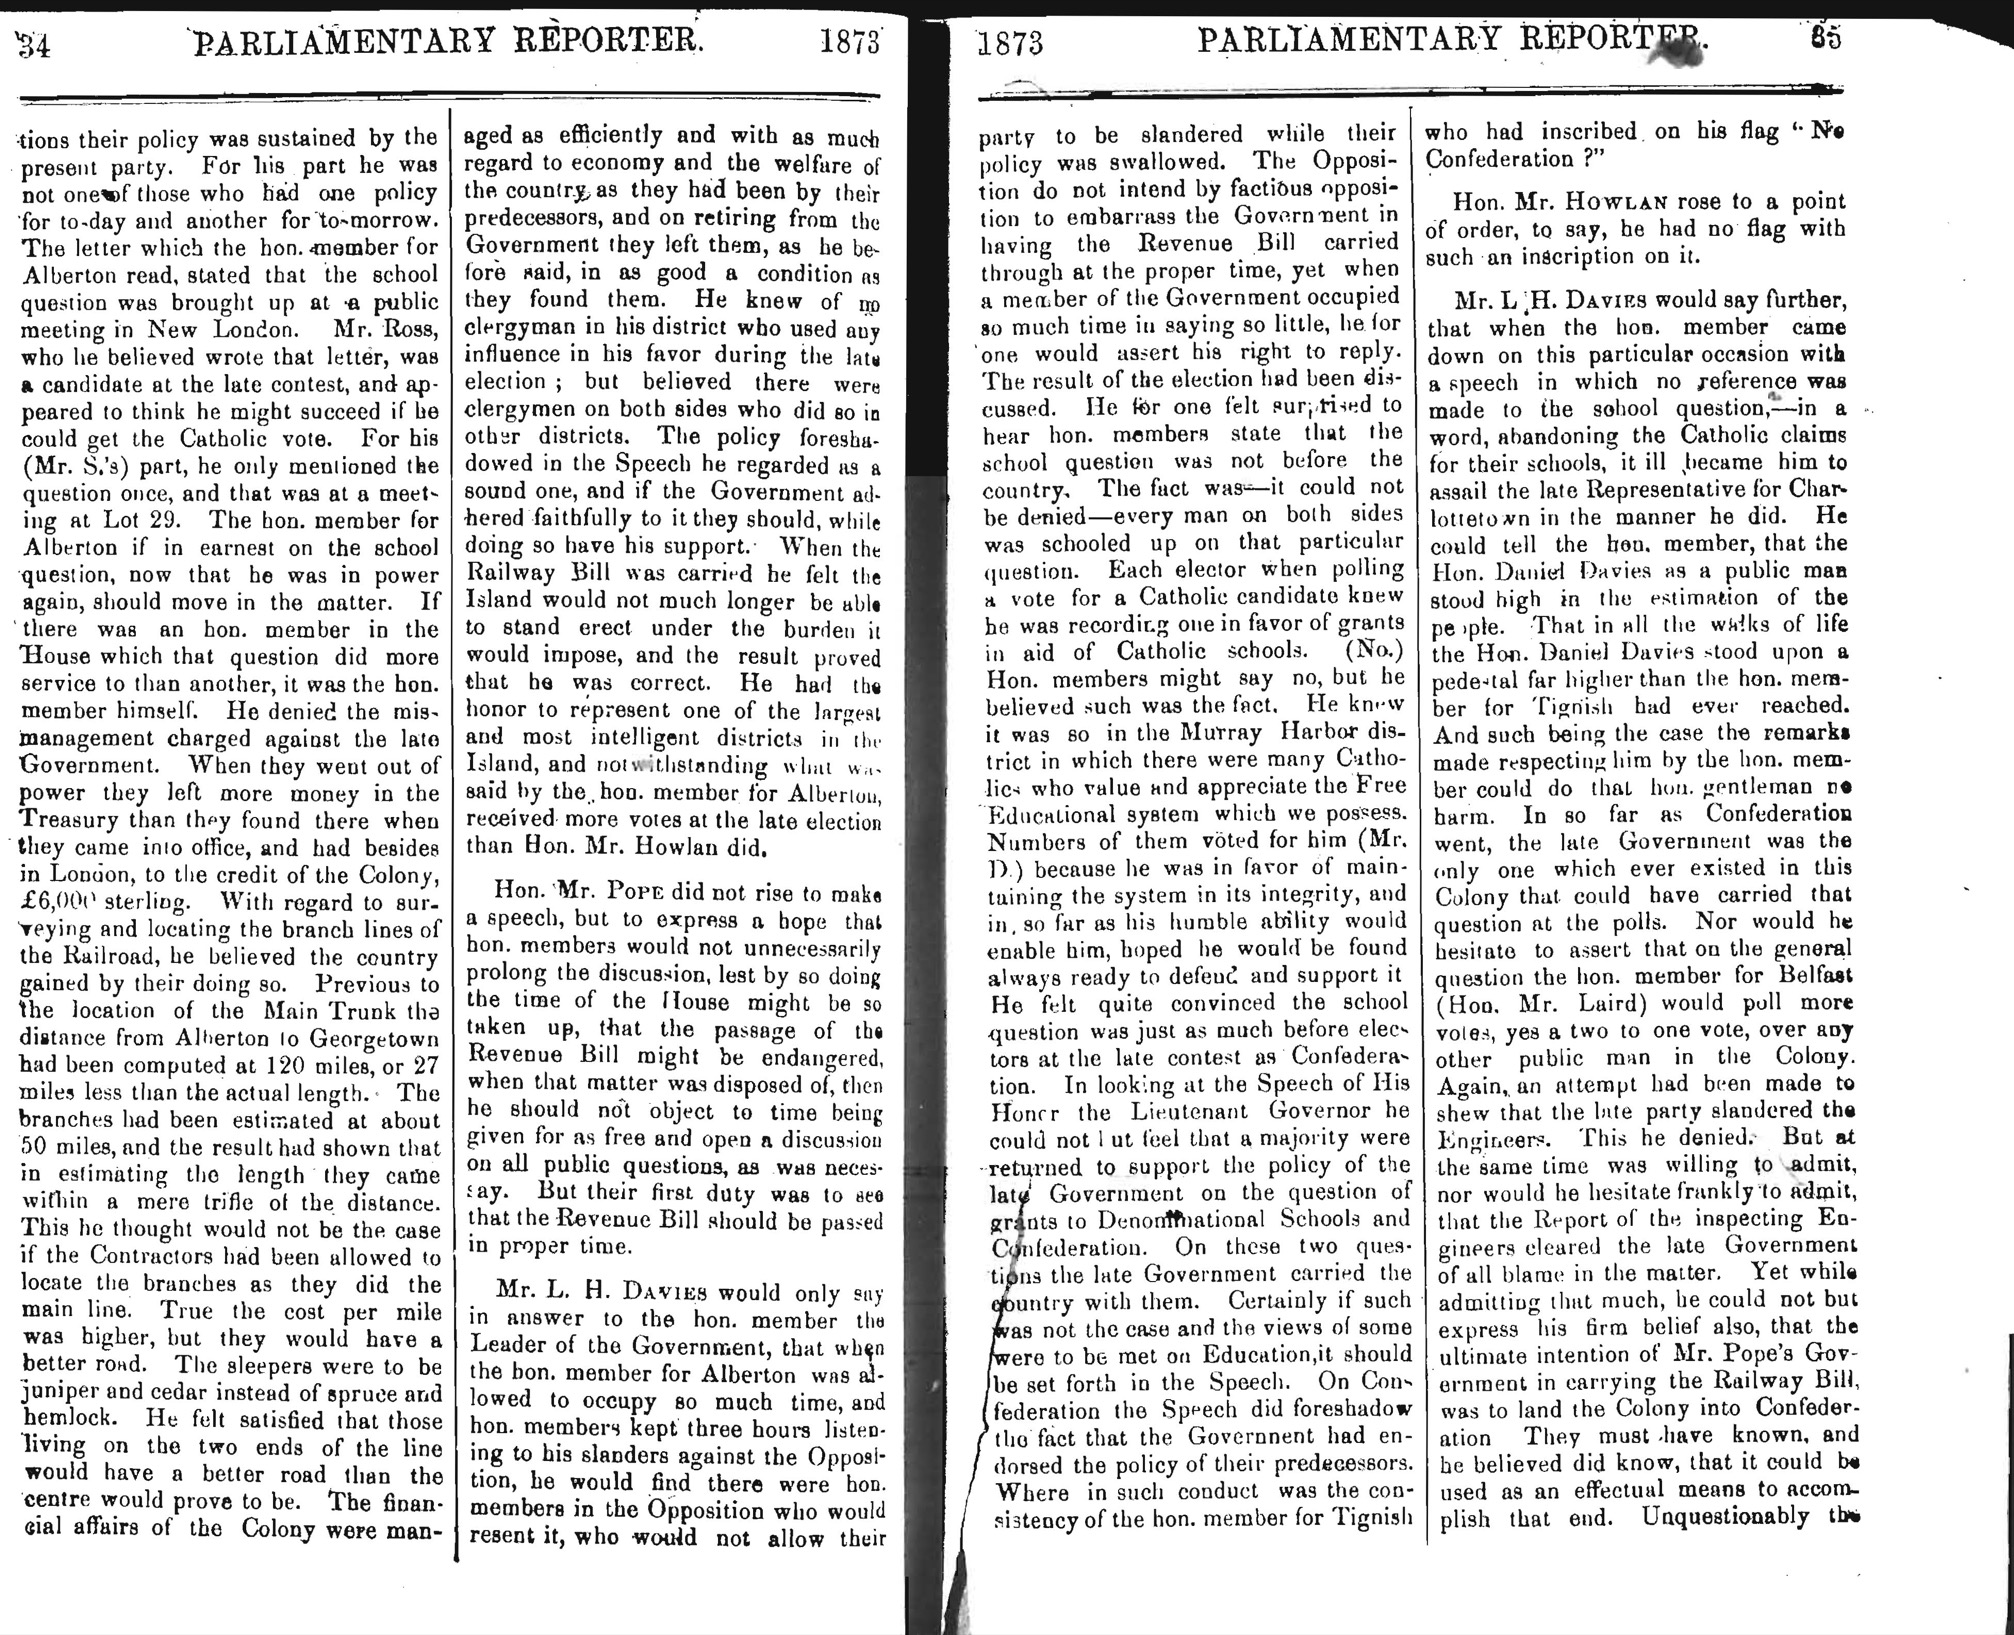 34 PARLIAMENTARY REPORTER. 1873
tions their policy was sustained by the
present party. For his part he was
not one of those who had one policy
for to-day and another for to-morrow.
The letter which the hon. member for
Alberton read, stated that the school
question was brought up at a public
meeting in New London. Mr. Ross,
who he believed wrote that letter, was
a candidate at the late contest, and ap-
peared to think he might succeed if he
could get the Catholic vote. For his
(Mr. S.'s) part, he only mentioned the
question once, and that was at a meet-
ing at Lot 29. The hon. member for
Alberton if in earnest on the school
question, now that he was in power
again, should move in the matter. If
there was an hon. member in the
House which that question did more
service to than another, it was the hon.
member himself. He denied the mis-
management charged against the late
Government. When they went out of
power they left more money in the
Treasury than they found there when
they came into office, and had besides
in London, to the credit of the Colony,
£6,000 sterling. With regard to sur-
veying and locating the branch lines of
the Railroad, he believed the country
gained by their doing so. Previous to
the location of the Main Trunk the
distance from Alberton to Georgetown
had been computed at 120 miles, or 27
miles less than the actual length. The
branches had been estimated at about
50 miles, and the result had shown that
in estimating the length they came
within a mere trifle of the distance.
This he thought would not be the case
if the Contractors had been allowed to
locate the branches as they did the
main line. True the cost per mile
was higher, but they would have a
better road. The sleepers were to be
juniper and cedar instead of spruce and
hemlock. He felt satisfied that those
living on the two ends of the line
would have a better road than the
centre would prove to be. The finan-
cial affairs of the Colony were man-
aged as efficiently and with as much
regard to economy and the welfare of
the country, as they had been by their
predecessors, and on retiring from the
Government they left them, as he be-
fore said, in as good a condition as
they found them. He knew of no
clergyman in his district who used any
influence in his favor during the late
election ; but believed there were
clergymen on both sides who did so in
other districts. The policy foresha-
dowed in the Speech he regarded as a
sound one, and if the Government ad-
hered faithfully to it they should, while
doing so have his support. When the
Railway Bill was carried he felt the
Island would not much longer be able
to stand erect under the burden it
would impose, and the result proved
that he was correct. He had the
honor to represent one of the largest
and most intelligent districts in the
Island, and notwithstanding what was
said by the hon. member for Alberton,
received more votes at the late election
than Hon. Mr. Howlan did.
Hon. Mr. POPE did not rise to make
a speech, but to express a hope that
hon. members would not unnecessarily
prolong the discussion, lest by so doing
the time of the House might be so
taken up, that the passage of the
Revenue Bill might be endangered,
when that matter was disposed of, then
he should not object to time being
given for as free and open a discussion
on all public questions, as was neces-
say. But their first duty was to see
that the Revenue Bill should be passed
in proper time.
Mr. L. H. DAVIES would only say
in answer to the hon. member the
Leader of the Government, that when
the hon. member for Alberton was al-
lowed to occupy so much time, and
hon. members kept three hours listen-
ing to his slanders against the Opposi-
tion, he would find there were hon.
members in the Opposition who would
resent it, who would not allow their
1873 PARLIAMENTARY REPORTER. 35
party to be slandered while their
policy was swallowed. The Opposi-
tion do not intend by factious opposi-
tion to embarrass the Government in
having the Revenue Bill carried
through at the proper time, yet when
a member of the Government occupied
so much time in saying so little, he for
one would assert his right to reply.
The result of the election had been dis-
cussed. He for one felt surprised to
hear hon. members state that the
school question was not before the
country. The fact was—it could not
be denied—every man on both sides
was schooled up on that particular
question. Each elector when polling
a vote for a Catholic candidate knew
he was recording one in favor of grants
in aid of Catholic schools. (No.)
Hon. members might say no, but he
believed such was the fact. He knew
it was so in the Murray Harbor dis-
trict in which there were many Catho-
lics who value and appreciate the Free
Educational system which we possess.
Numbers of them voted for him (Mr.
D.) because he was in favor of main-
taining the system in its integrity, and
in, so far as his humble ability would
enable him, hoped he would be found
always ready to defend and support it
He felt quite convinced the school
question was just as much before elec-
tors at the late contest as Confedera-
tion. In looking at the Speech of His
Honor the Lieutenant Governor he
could not but feel that a majority were
returned to support the policy of the
late Government on the question of
grants to Denominational Schools and
Confederation. On these two ques-
tions the late Government carried the
country with them. Certainly if such
was not the case and the views of some
were to be met on Education, it should
be set forth in the Speech. On Con-
federation the Speech did foreshadow
the fact that the Government had en-
dorsed the policy of their predecessors.
Where in such conduct was the con-
sistency of the hon. member for Tignish
who had inscribed on his flag "No
Confederation ?"
Hon. Mr. HOWLAN rose to a point
of order, to say, he had no flag with
such an inscription on it.
Mr. L. H. DAVIES would say further,
that when the hon. member came
down on this particular occasion with
a speech in which no reference was
made to the school question,—in a
word, abandoning the Catholic claims
for their schools, it ill became him to
assail the late Representative for Char-
lottetown in the manner he did. He
could tell the hon. member, that the
Hon. Daniel Davies as a public man
stood high in the estimation of the
people. That in all the walks of life
the Hon. Daniel Davies stood upon a
pedestal far higher than the hon. mem-
ber for Tignish had ever reached.
And such being the case the remarks
made respecting him by the hon. mem-
ber could do that hon. gentleman no
harm. In so far as Confederation
went, the late Government was the
only one which ever existed in this
Colony that could have carried that
question at the polls. Nor would he
hesitate to assert that on the general
question the hon. member for Belfast
(Hon. Mr. Laird) would poll more
votes, yes a two to one vote, over any
other public man in the Colony.
Again, an attempt had been made to
shew that the late party slandered the
Engineers. This he denied. But at
the same time was willing to admit,
nor would he hesitate frankly to admit,
that the Report of the inspecting En-
gineers cleared the late Government
of all blame in the matter. Yet while
admitting that much, he could not but
express his firm belief also, that the
ultimate intention of Mr. Pope's Gov-
ernment in carrying the Railway Bill,
was to land the Colony into Confeder-
ation They must have known, and
he believed did know, that it could be
used as an effectual means to accom-
plish that end. Unquestionably the